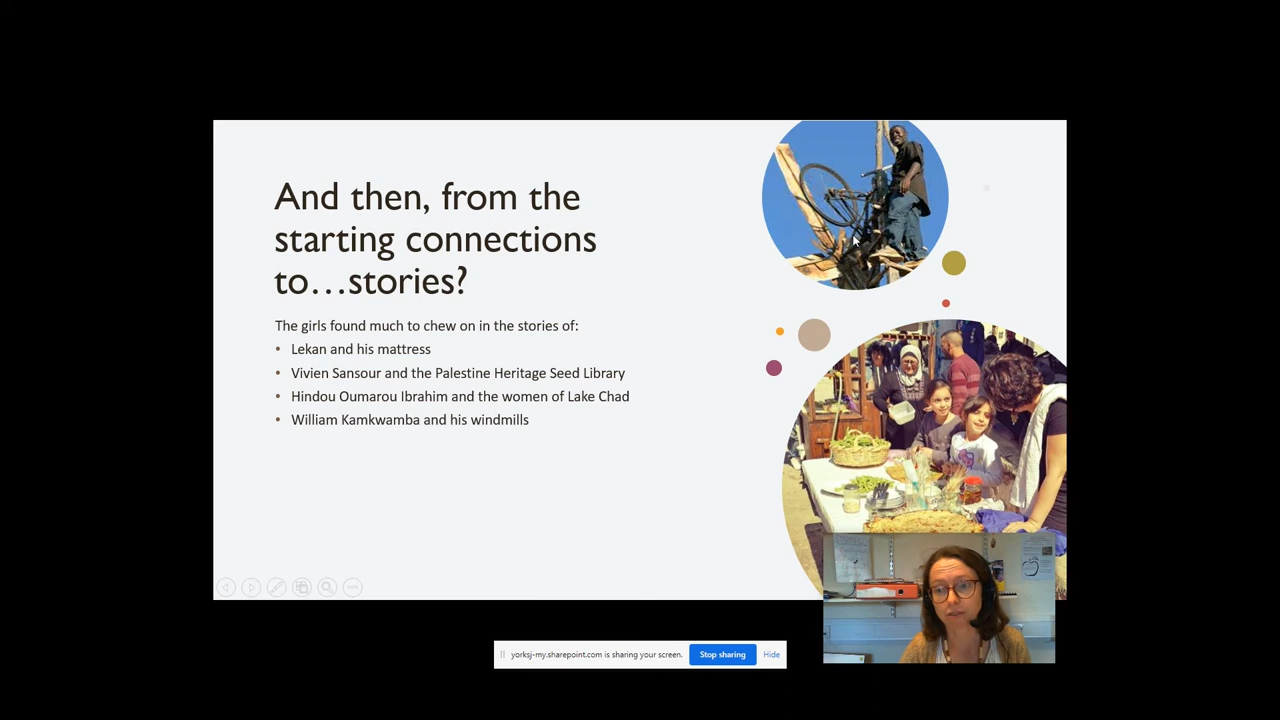 And then, from the
starting connections
to…stories?
The girls found much to chew on in the stories of:
• Lekan and his mattress
• Vivien Sansour and the Palestine Heritage Seed Library
• Hindou Oumarou Ibrahim and the women of Lake Chad
• William Kamkwamba and his windmills
yorksj-my.sharepoint.com is sharing your screen.
Stop sharing
Hide